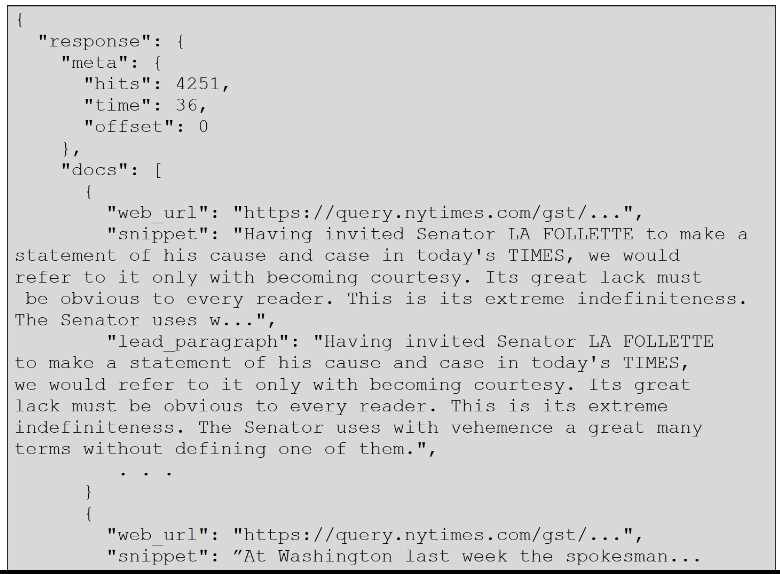 {
"response": {
"meta": {
"hits": 4251,
"time": 36,
"offset": 0
},
"docs": [
{
"web_url": "https://query.nytimes.com/gst/...",
"snippet": "Having invited Senator LA FOLLETTE to make a
statement of his cause and case in today's TIMES, we would
refer to it only with becoming courtesy. Its great lack must
be obvious to every reader. This is its extreme indefiniteness.
The Senator uses w...",
"lead_paragraph": "Having invited Senator LA FOLLETTE
to make a statement of his cause and case in today's TIMES,
we would refer to it only with becoming courtesy. Its great
lack must be obvious to every reader. This is its extreme
indefiniteness. The Senator uses with vehemence a great many
terms without defining one of them.",
. . .
}
{
"web_url": "https://query.nytimes.com/gst/...",
"snippet": ”At Washington last week the spokesman...